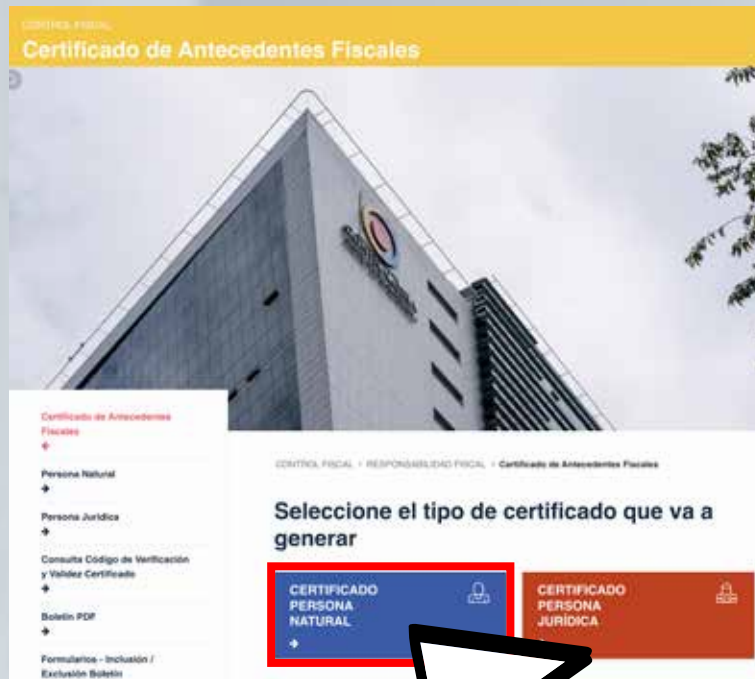 CONTROL FISCAL
Certificado de Antecedentes Fiscales
Certificado de Antecedentes
Fiscales
Persona Natural
Persona Jurídica
Consulta Código de Verificación
y Validez Certificado
Boletín PDF
Formularios - Inclusión /
Exclusión Boletín
CONTROL FISCAL > RESPONSABILIDAD FISCAL > Certificado de Antecedentes Fiscales
Seleccione el tipo de certificado que va a
generar
CERTIFICADO
PERSONA
NATURAL
CERTIFICADO
PERSONA
JURÍDICA